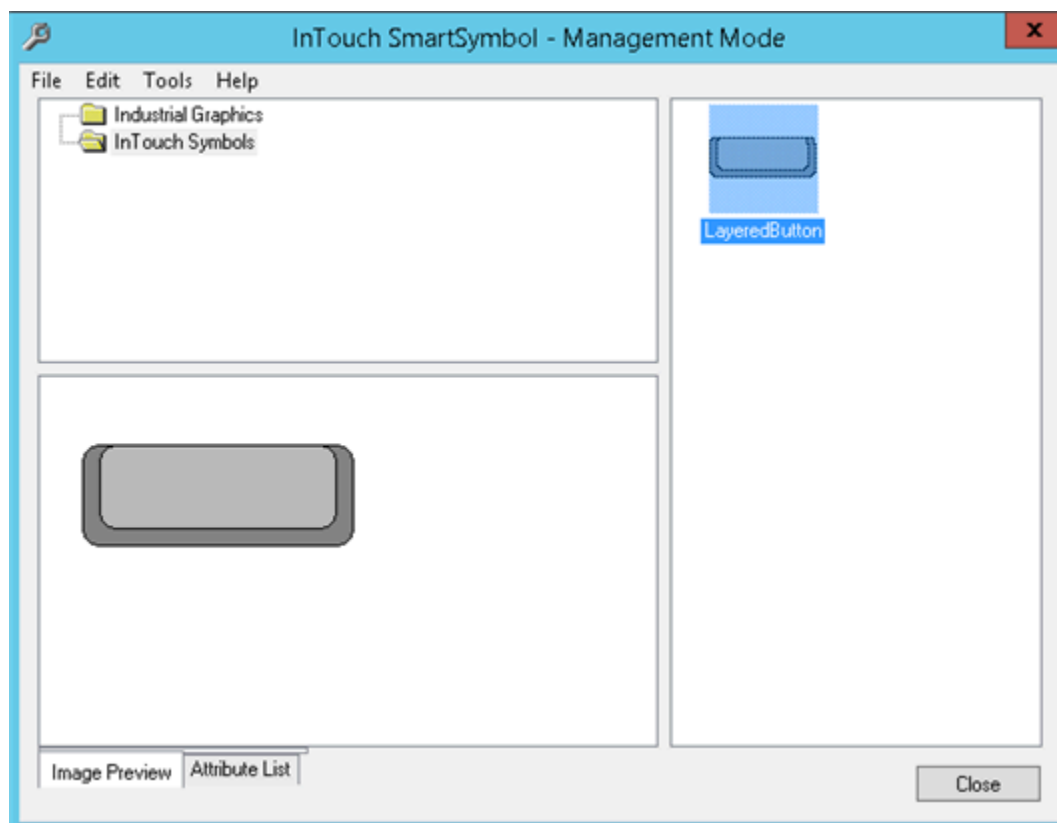 InTouch SmartSymbol - Management Mode
x
File Edit Tools Help
Industrial Graphics
InTouch Symbols
LayeredButton
Image Preview Attribute List
Close